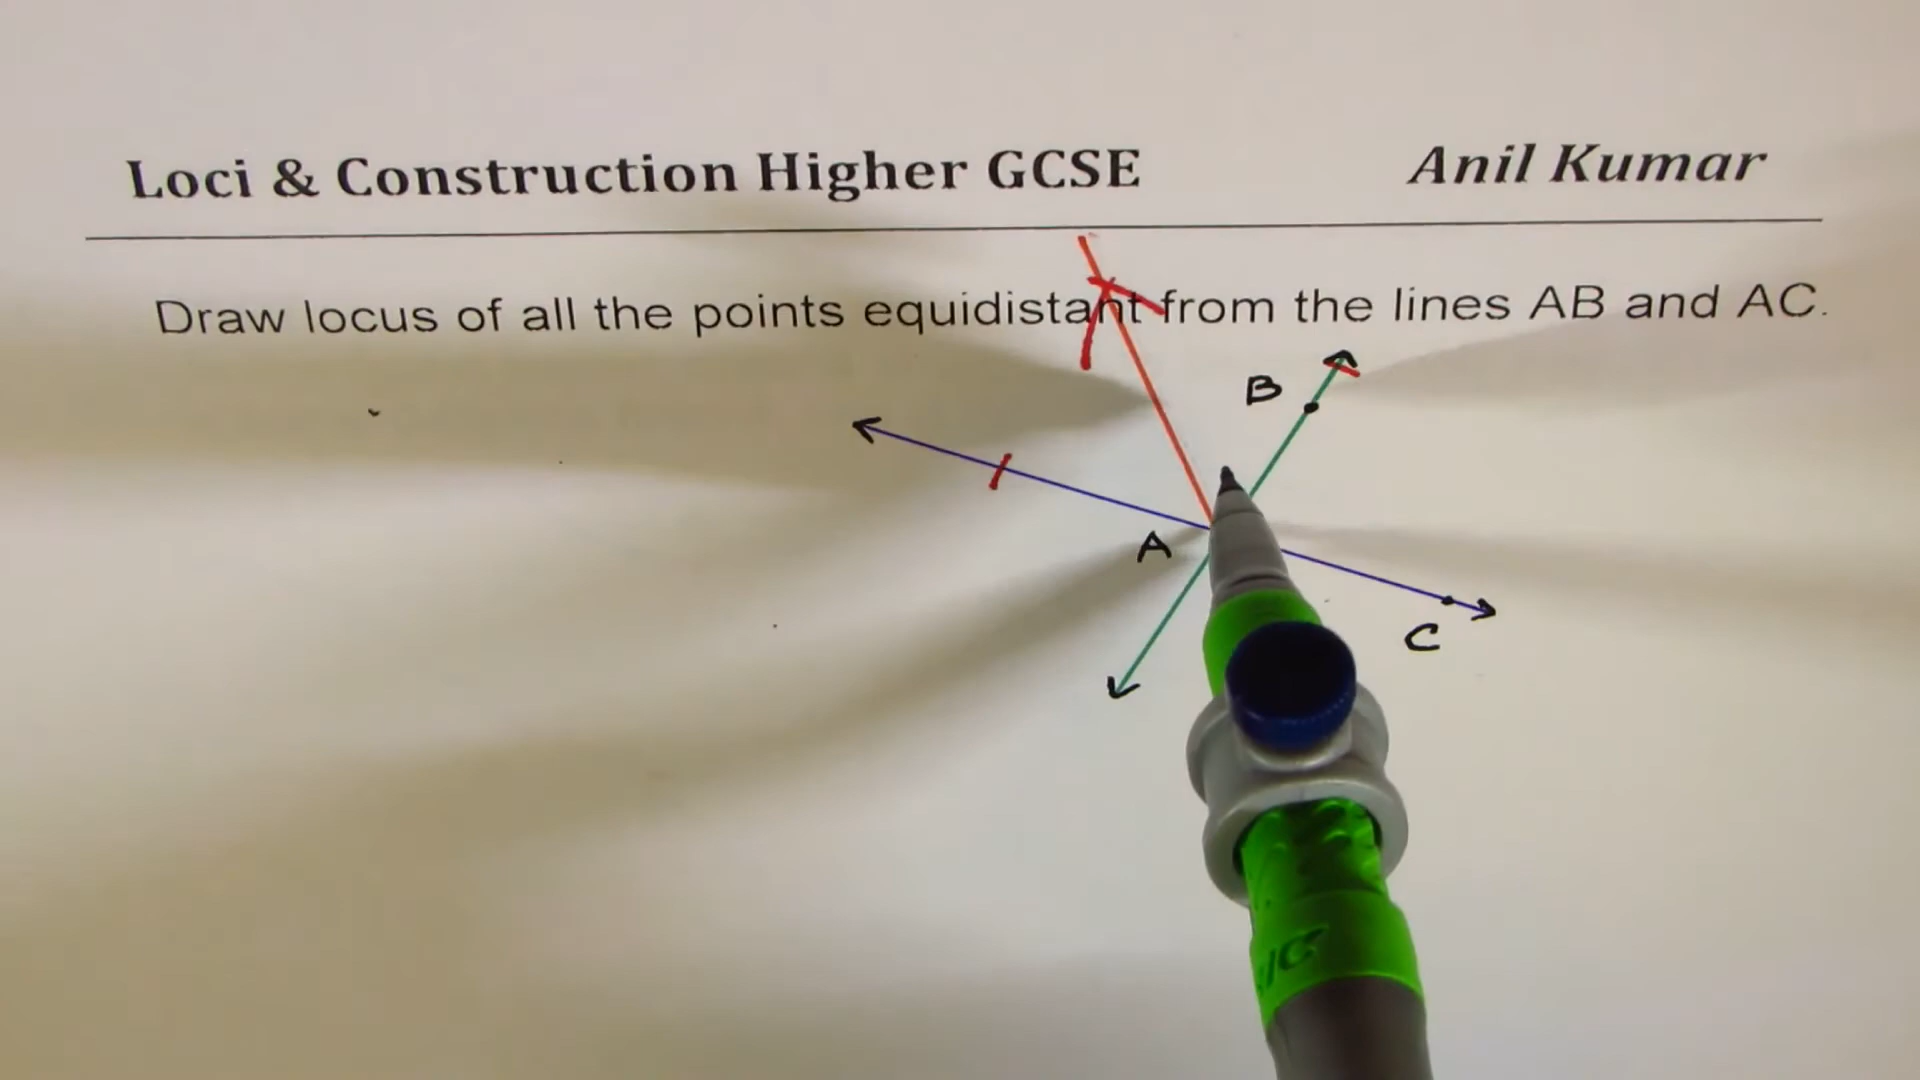 Loci & Construction Higher GCSE Anil Kumar
Draw locus of all the points equidistant from the lines AB and AC.
B
A
C